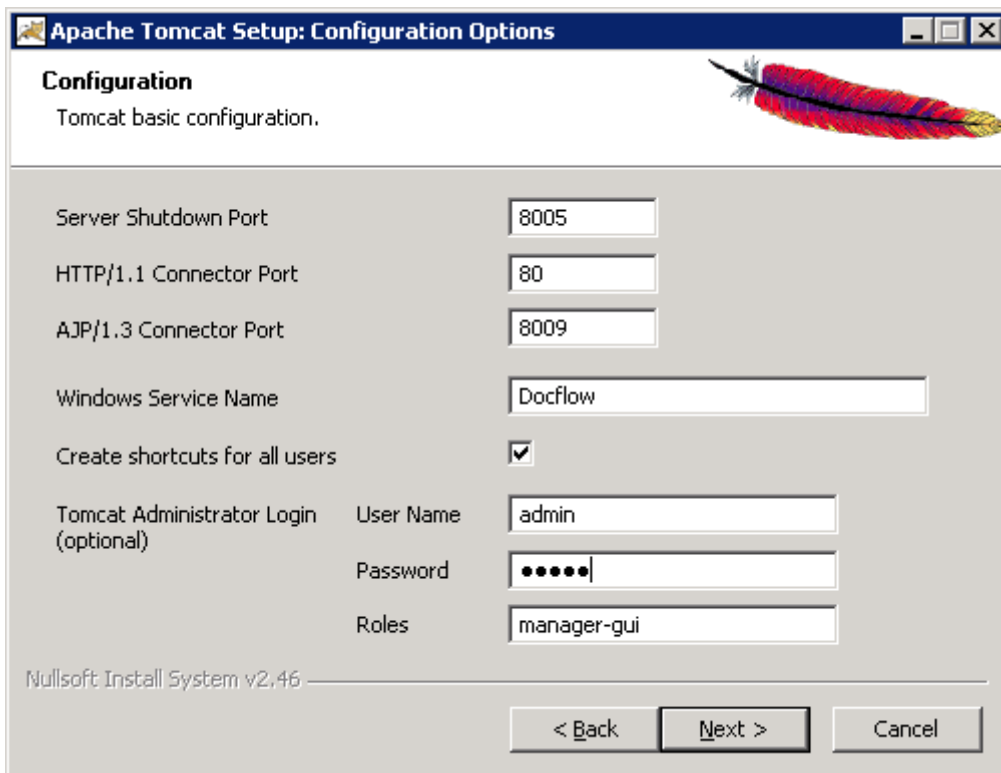 Apache Tomcat Setup: Configuration Options
Configuration
Tomcat basic configuration.
Server Shutdown Port 8005
HTTP/1.1 Connector Port 80
AJP/1.3 Connector Port 8009
Windows Service Name Docflow
Create shortcuts for all users
Tomcat Administrator Login User Name admin
(optional)
Password ●●●●●
Roles manager-gui
Nullsoft Install System v2.46
< Back Next > Cancel